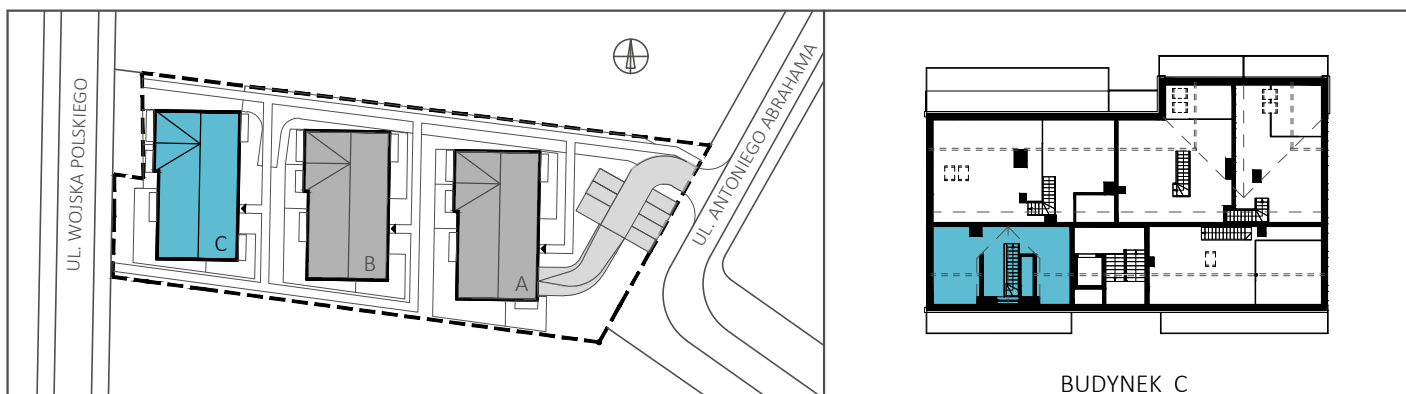 UL. WOJSKA POLSKIEGO
C
B
A
UL. ANTONIEGO ABRAHAMA
BUDYNEK C